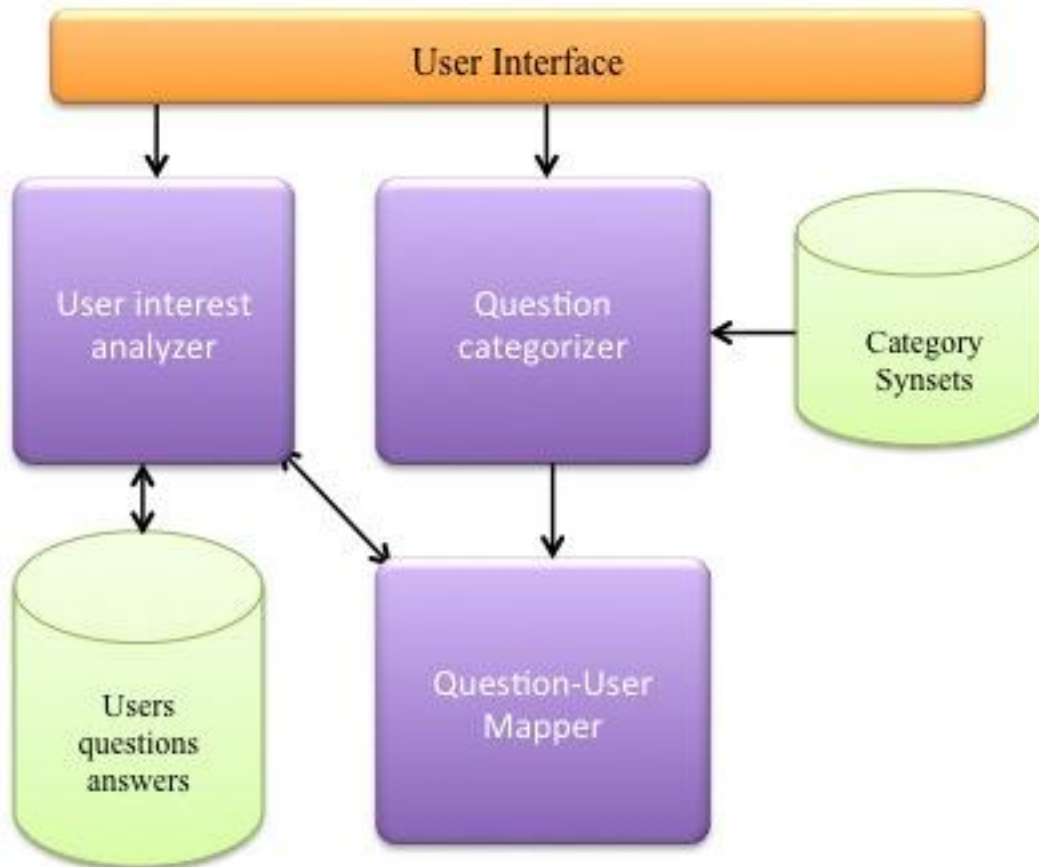 User Interface
User interest
analyzer
Question
categorizer
Category
Synsets
Users
questions
answers
Question-User
Mapper